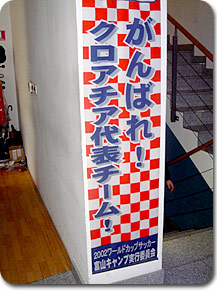 がんばれ！
クロアチア代表チーム！
2002ワールドカップサッカー
富山キャンプ実行委員会